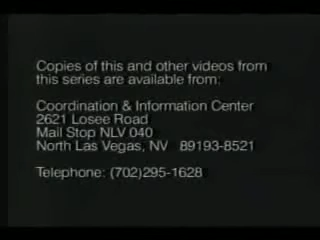 Copies of this and other videos from
this series are available from:
Coordination & Information Center
2621 Losee Road
Mail Stop NLV 040
North Las Vegas, NV 89193-8521
Telephone: (702)295-1628